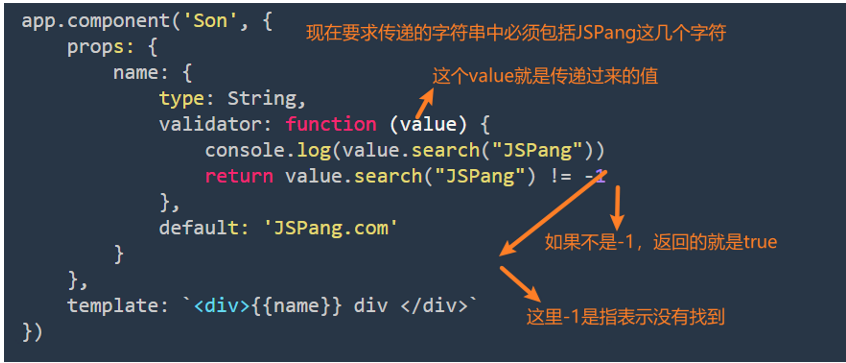 app.component('Son', {
现在要求传递的字符串中必须包括JSPang这几个字符
props: {
name: {
这个value就是传递过来的值
type: String,
validator: function (value) {
console.log(value.search("JSPang"))
return value.search("JSPang") != -1
},
default: 'JSPang.com'
如果不是-1，返回的就是true
}
},
template: `<div>{{name}} div </div>`
这里-1是指表示没有找到
})